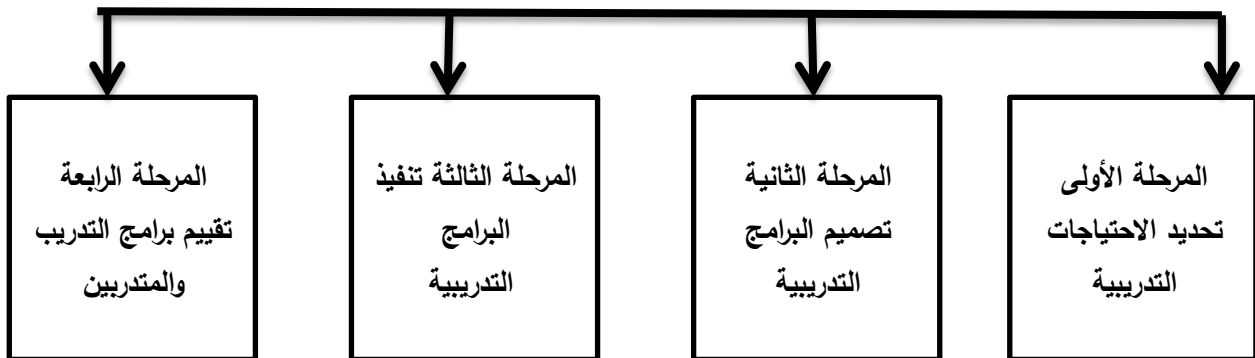 المرحلة الأولى
تحديد الاحتياجات
التدريبية
المرحلة الثانية
تصميم البرامج
التدريبية
المرحلة الثالثة تنفيذ
البرامج
التدريبية
المرحلة الرابعة
تقييم برامج التدريب
والمتدربين